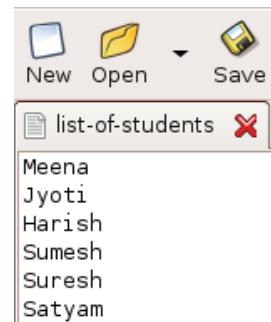 New Open Save
list-of-students
Meena
Jyoti
Harish
Sumesh
Suresh
Satyam